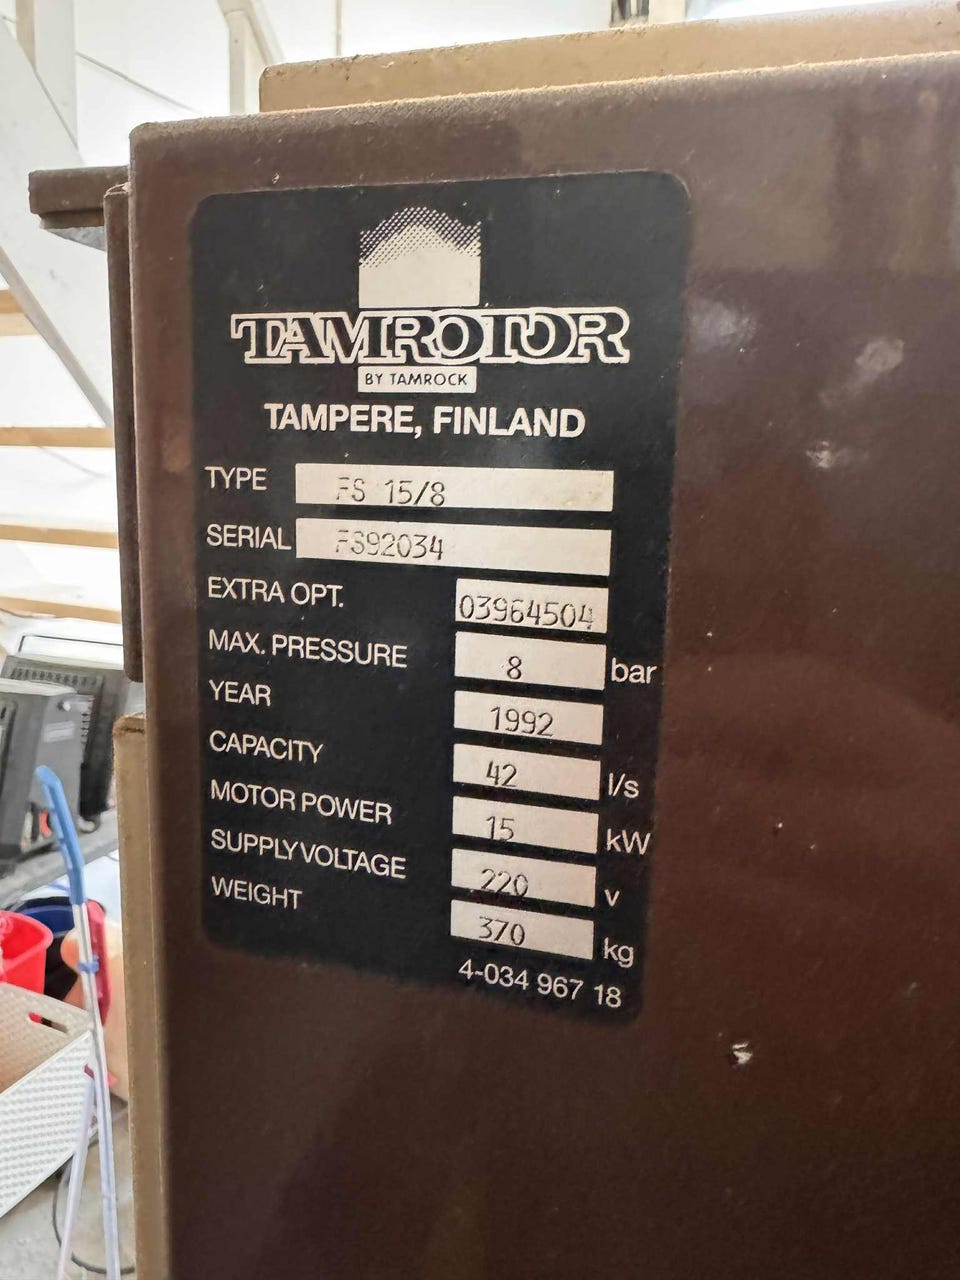 TAMROTOR
BY TAMROCK
TAMPERE, FINLAND
TYPE FS 15/8
SERIAL FS92034
EXTRA OPT. 03964504
MAX. PRESSURE 8 bar
YEAR 1992
CAPACITY 42 l/s
MOTOR POWER 15 kW
SUPPLY VOLTAGE 220 v
WEIGHT 370 kg
4-034 967 18